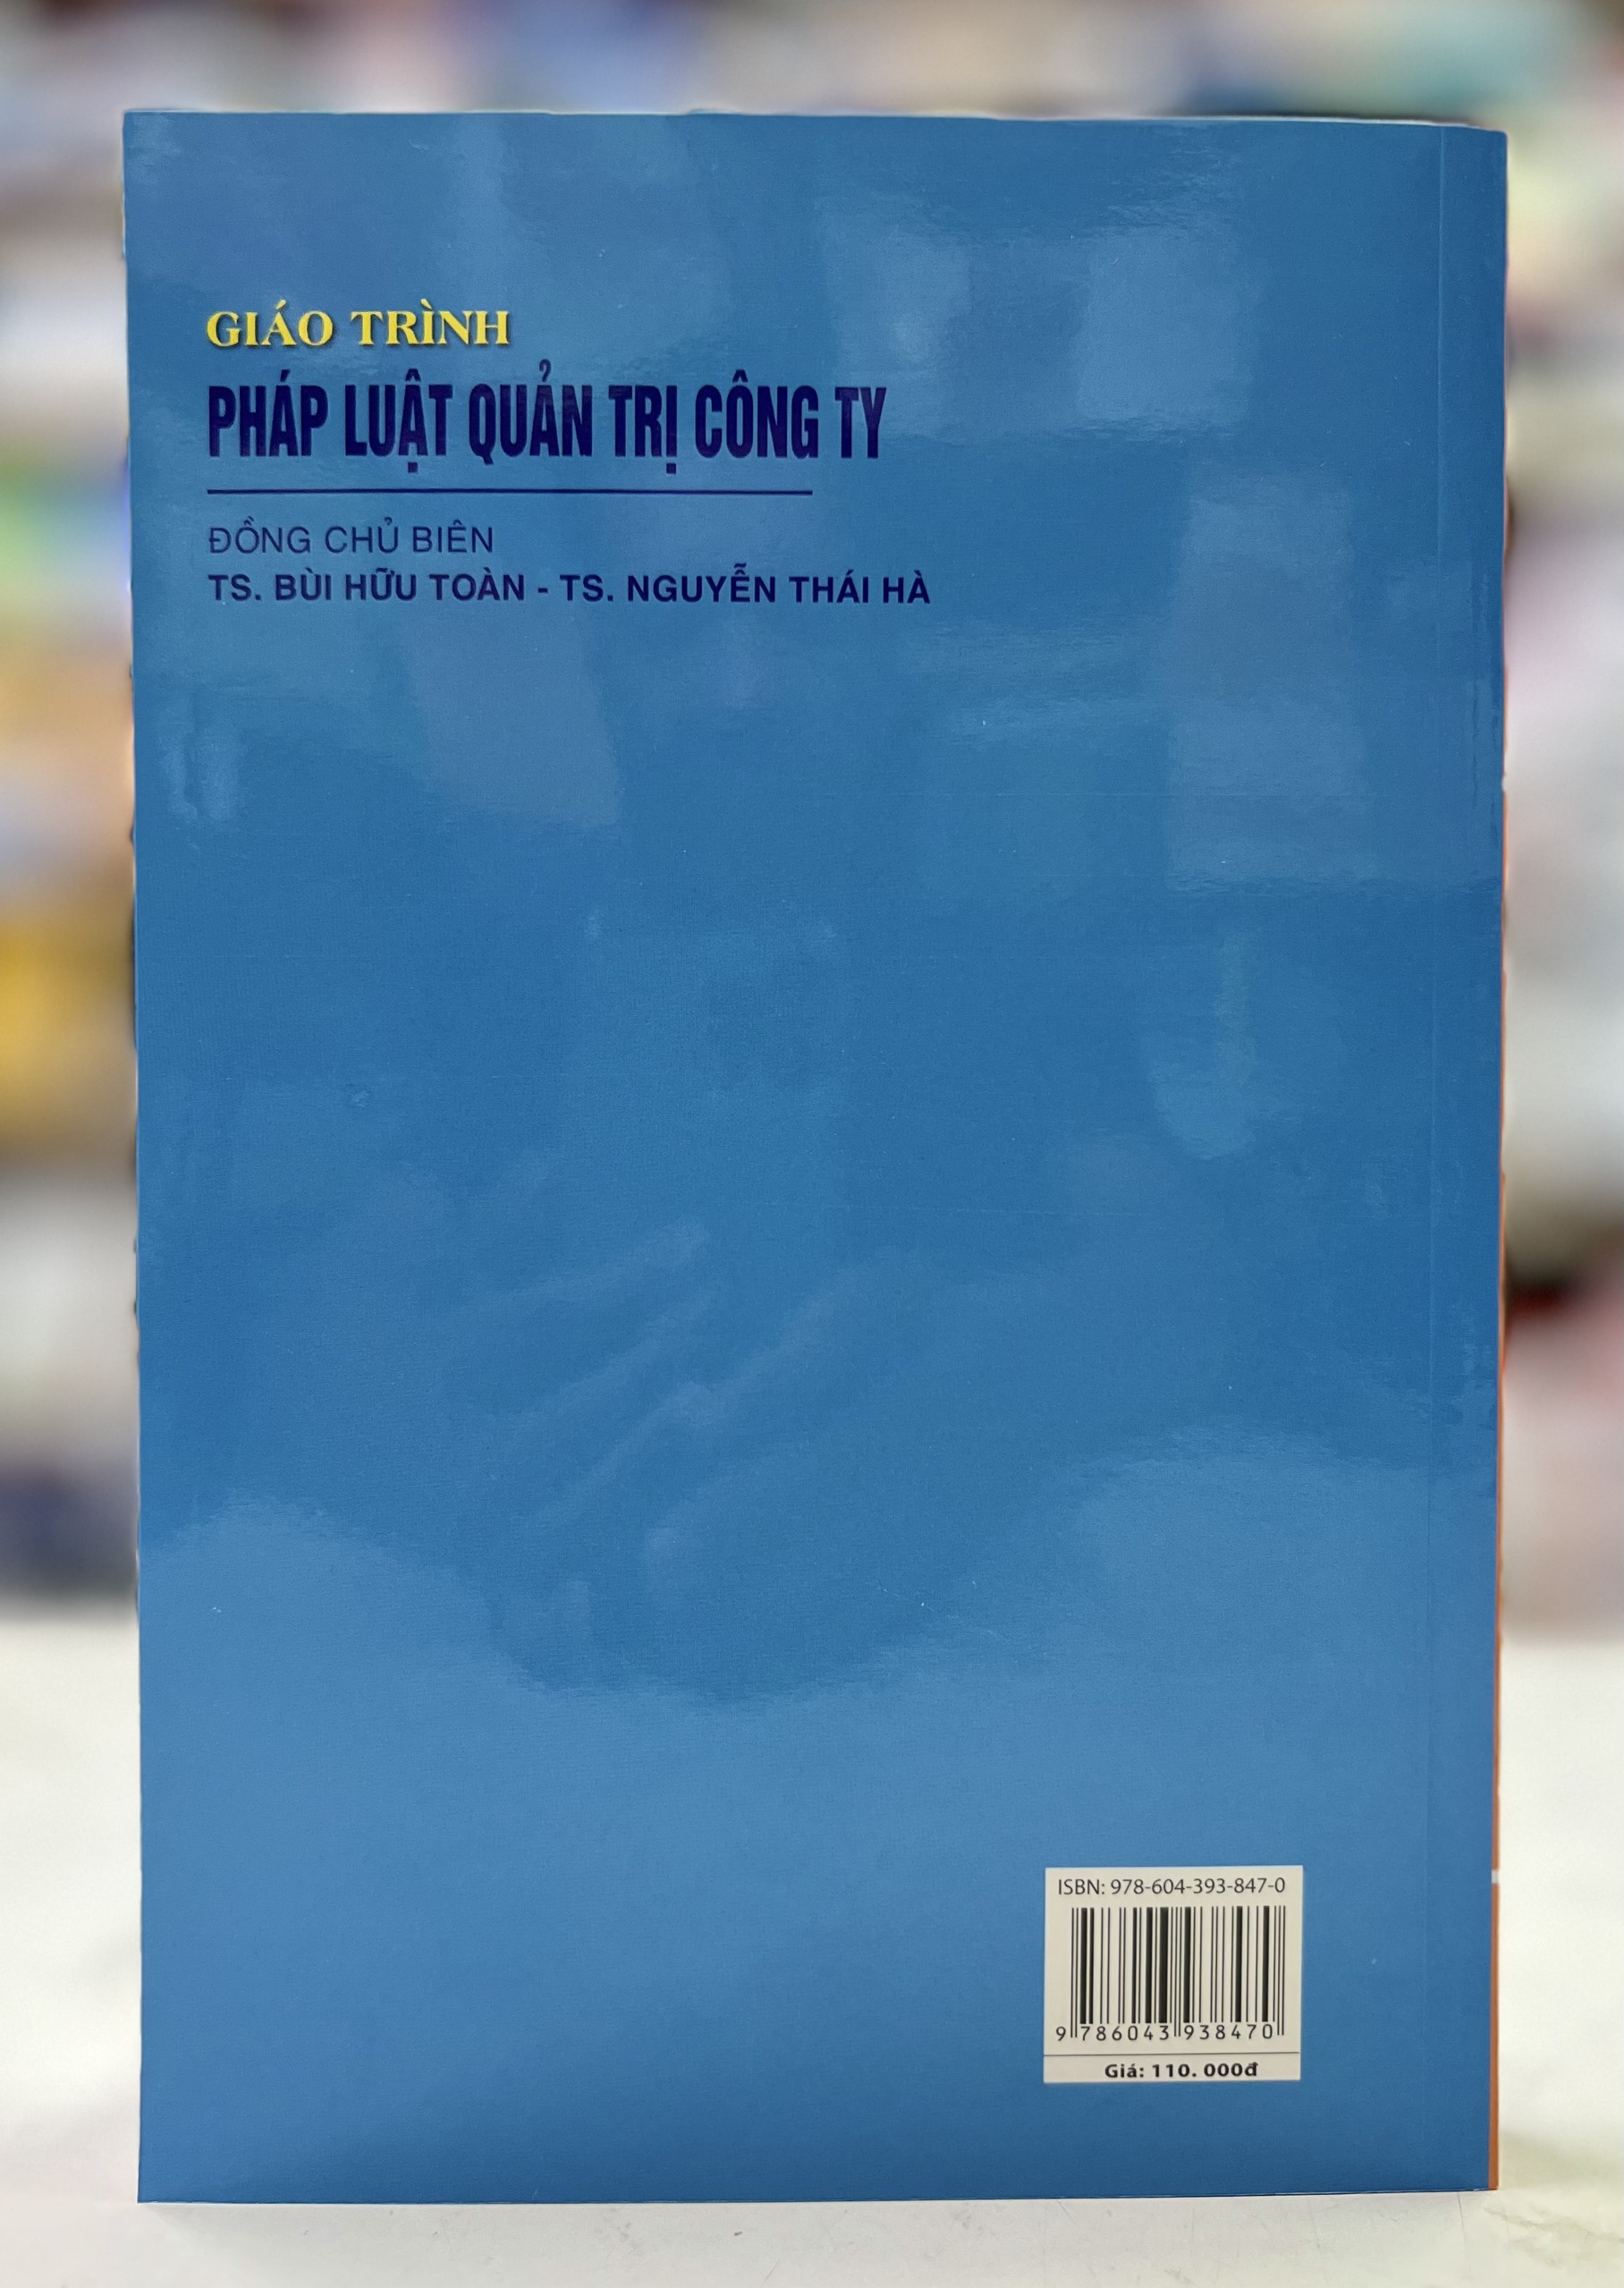 GIÁO TRÌNH
PHÁP LUẬT QUẢN TRỊ CÔNG TY
ĐỒNG CHỦ BIÊN
TS. BÙI HỮU TOÀN - TS. NGUYỄN THÁI HÀ
ISBN: 978-604-393-847-0
9 786043 938470
Giá: 110. 000đ